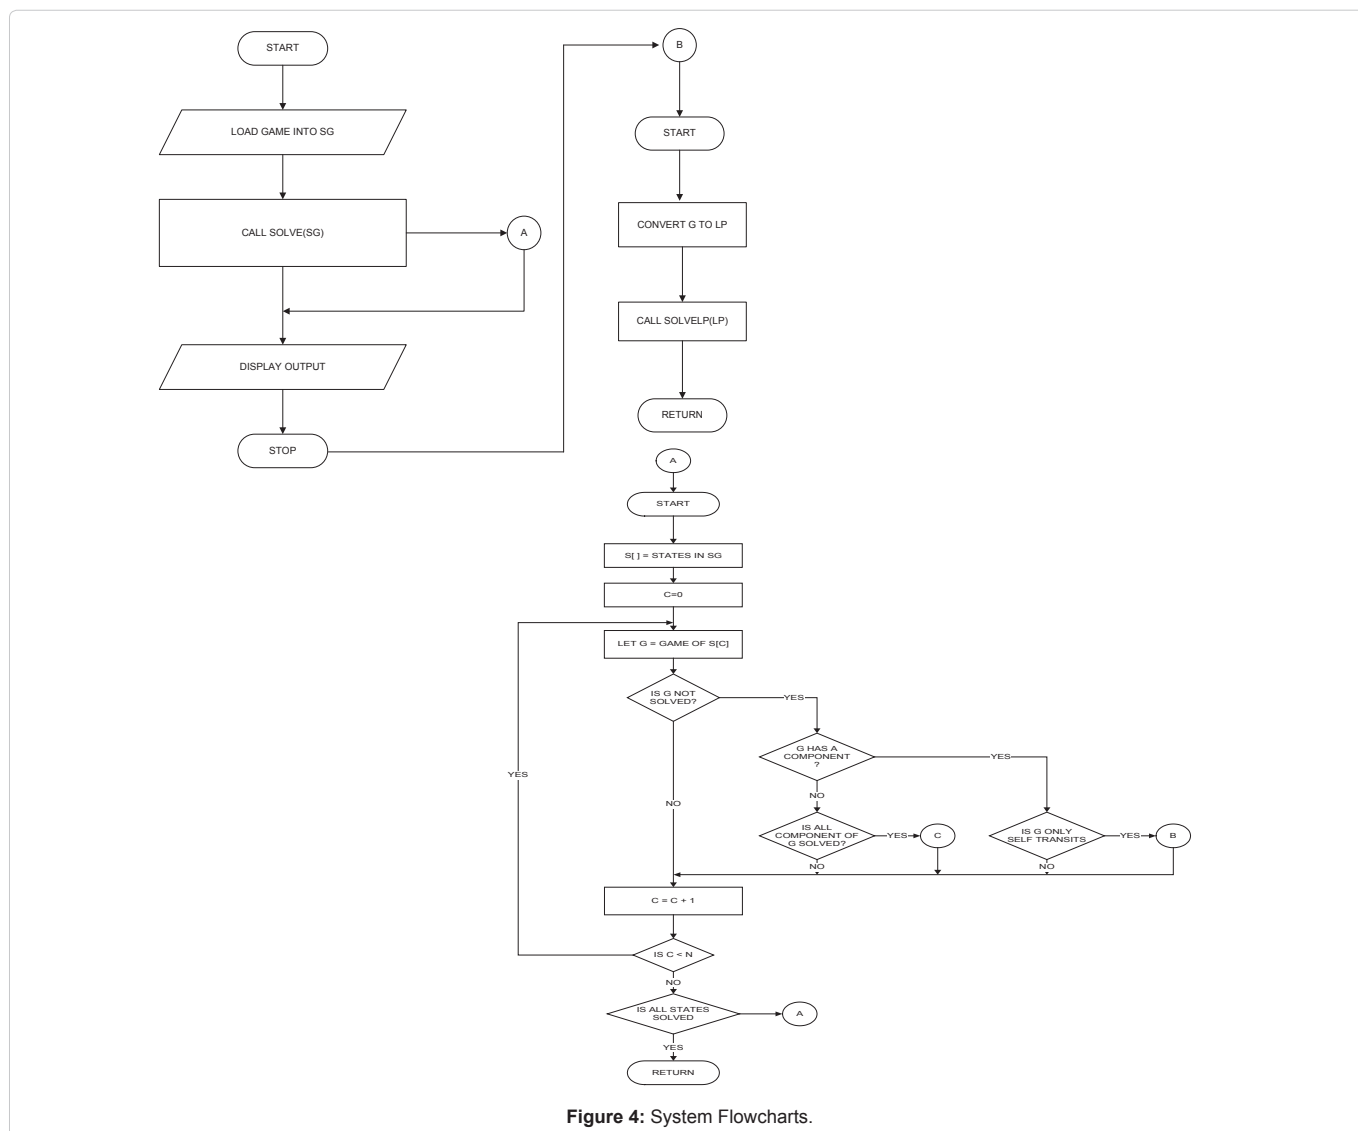 START
LOAD GAME INTO SG
CALL SOLVE(SG)
A
DISPLAY OUTPUT
STOP
B
START
CONVERT G TO LP
CALL SOLVELP(LP)
RETURN
A
START
S[ ] = STATES IN SG
C=0
LET G = GAME OF S[C]
IS G NOT
SOLVED?
YES
G HAS A
COMPONENT
?
YES
YES
NO
NO
IS ALL
COMPONENT OF
G SOLVED?
YES
C
IS G ONLY
SELF TRANSITS
YES
B
NO
NO
C = C + 1
IS C < N
NO
IS ALL STATES
SOLVED
A
YES
RETURN
Figure 4: System Flowcharts.